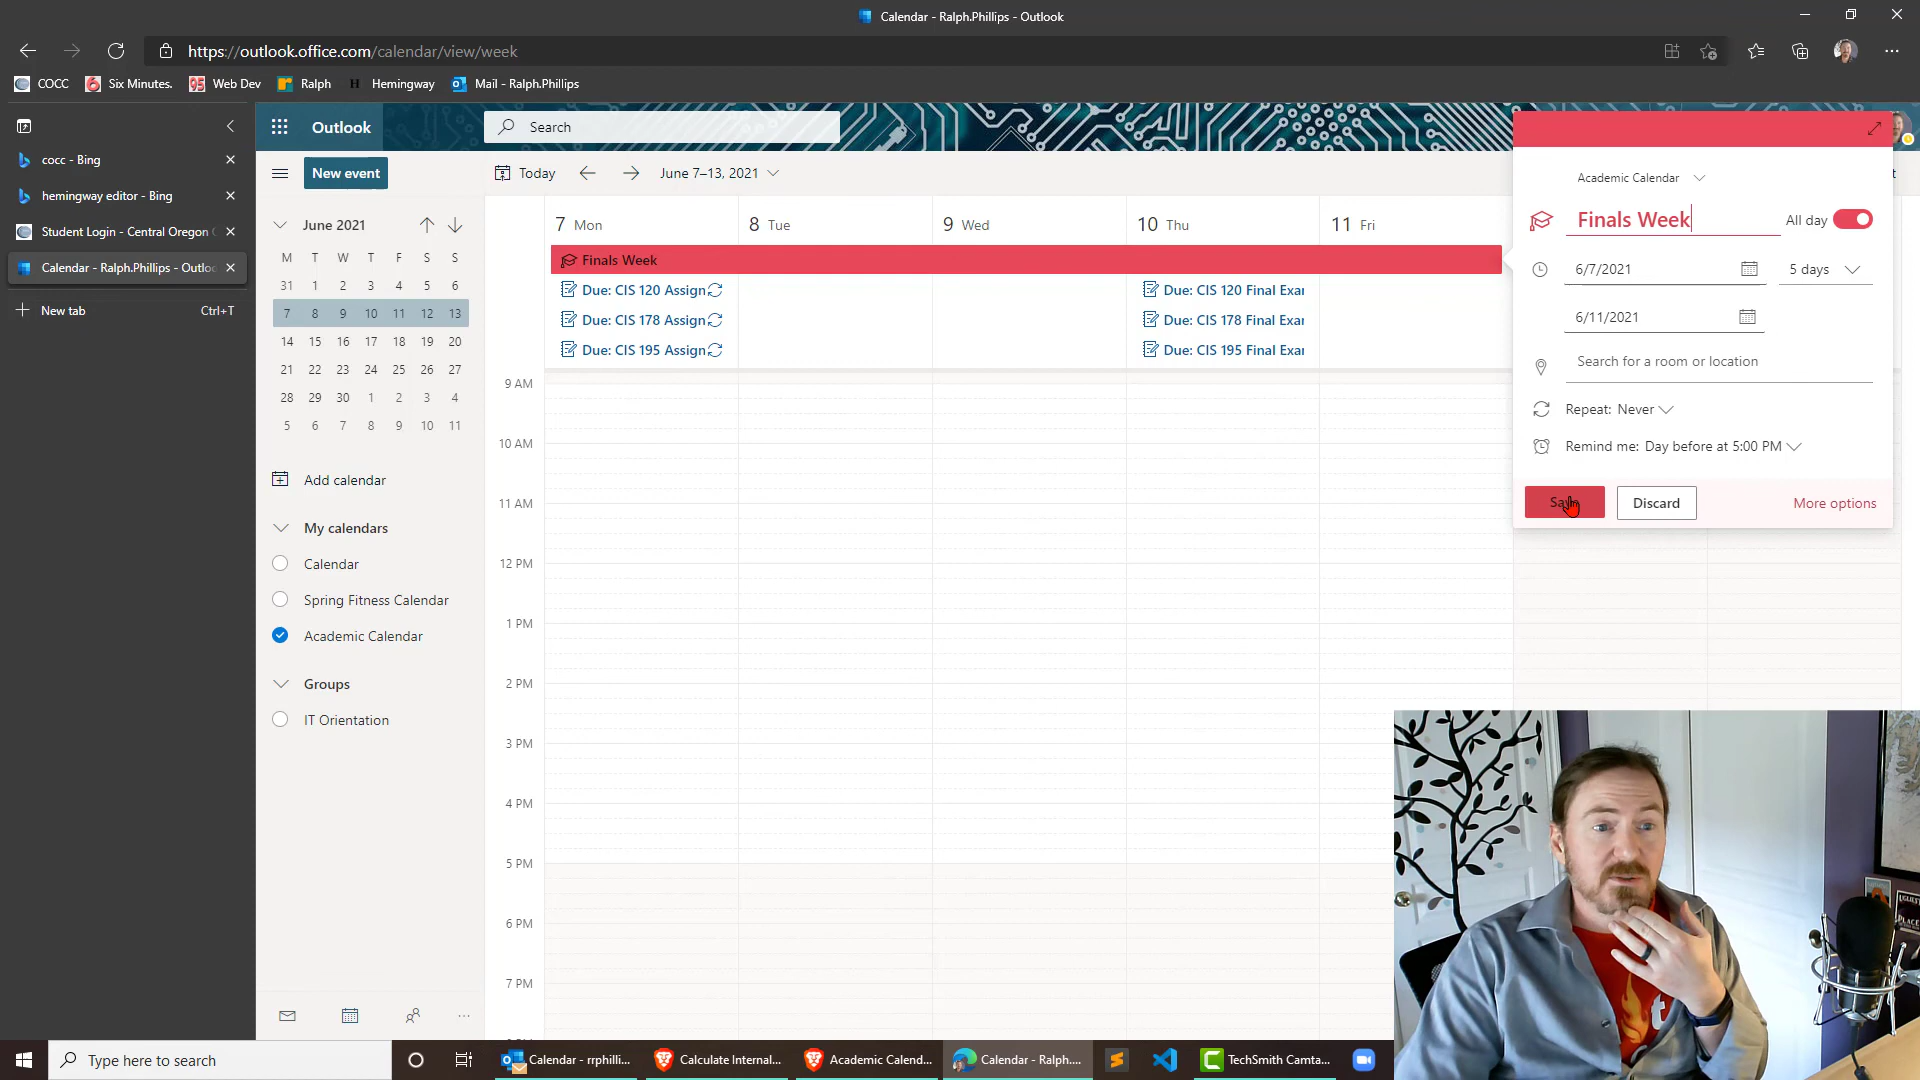 Calendar - Ralph.Phillips - Outlook
https://outlook.office.com/calendar/view/week
COCC
Six Minutes.
95 Web Dev
Ralph
H Hemingway
Mail - Ralph.Phillips
cocc - Bing
hemingway editor - Bing
Student Login - Central Oregon
Calendar - Ralph.Phillips - Outlo
New tab Ctrl+T
Outlook
Search
New event
Today
June 7–13, 2021
June 2021
M T W T F S S
31 1 2 3 4 5 6
7 8 9 10 11 12 13
14 15 16 17 18 19 20
21 22 23 24 25 26 27
28 29 30 1 2 3 4
5 6 7 8 9 10 11
Add calendar
My calendars
Calendar
Spring Fitness Calendar
Academic Calendar
Groups
IT Orientation
7 Mon
8 Tue
9 Wed
10 Thu
11 Fri
Finals Week
Due: CIS 120 Assign
Due: CIS 178 Assign
Due: CIS 195 Assign
Due: CIS 120 Final Exar
Due: CIS 178 Final Exar
Due: CIS 195 Final Exar
9 AM
10 AM
11 AM
12 PM
1 PM
2 PM
3 PM
4 PM
5 PM
6 PM
7 PM
Academic Calendar
Finals Week
All day
6/7/2021
5 days
6/11/2021
Search for a room or location
Repeat: Never
Remind me: Day before at 5:00 PM
Discard
More options
Type here to search
Calendar - rrphilli...
Calculate Internal...
Academic Calend...
Calendar - Ralph....
TechSmith Camta...